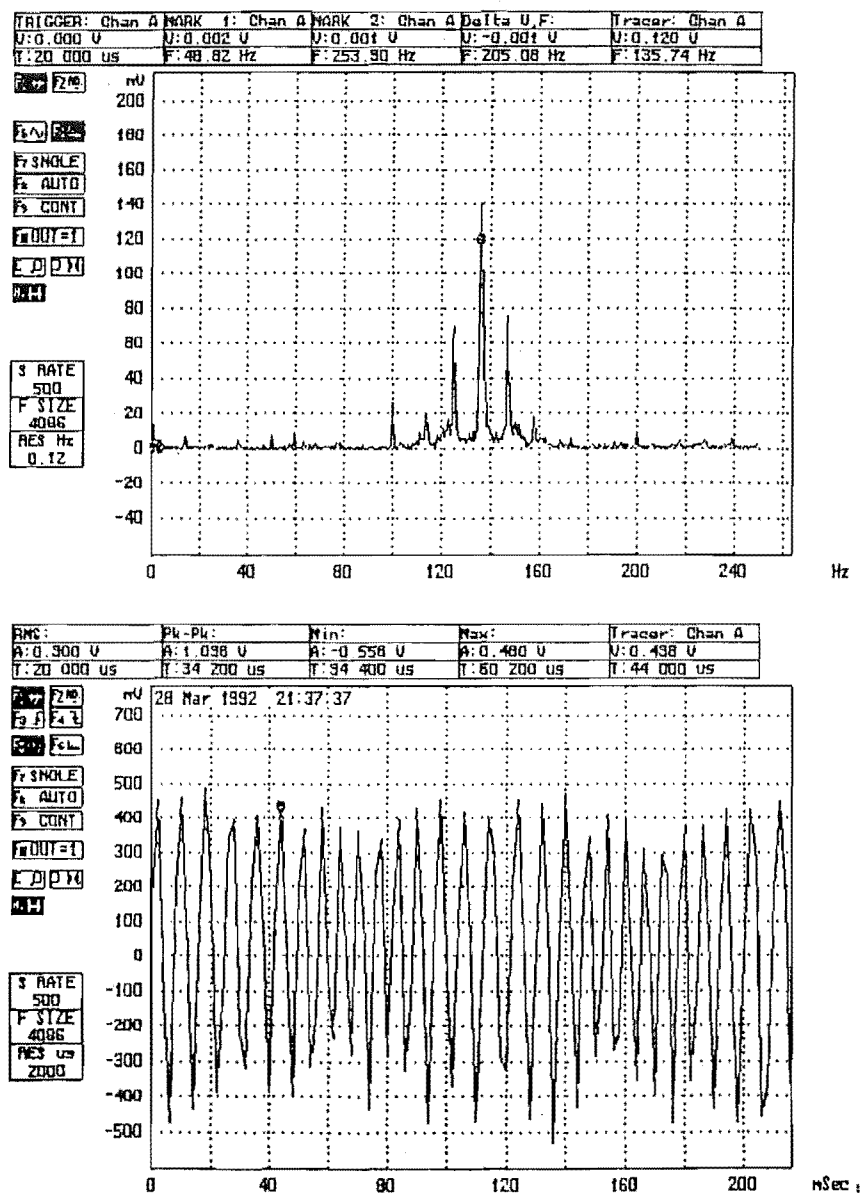 TRIGGER: Chan A MARK 1: Chan A MARK 2: Chan A Delta V,F: Tracer: Chan A
V:0.000 V V:0.002 V V:0.001 V V:-0.001 V V:0.120 V
T:20 000 us F:48.82 Hz F:253.90 Hz F:205.08 Hz F:135.74 Hz
mV
200
180
160
140
120
100
80
60
40
20
0
-20
-40
F7 SNGLE
F8 AUTO
F9 CONT
OUT=1
S RATE
500
F SIZE
4096
RES Hz
0.12
0 40 80 120 160 200 240 Hz
RMS: Pk-Pk: Min: Max: Tracer: Chan A
A:0.300 V A:1.038 V A:-0.558 V A:0.480 V V:0.438 V
T:20 000 us T:34 200 us T:94 400 us T:60 200 us T:44 000 us
28 Mar 1992 21:37:37
mV
700
600
500
400
300
200
100
0
-100
-200
-300
-400
-500
F7 SNGLE
F8 AUTO
F9 CONT
OUT=1
S RATE
500
F SIZE
4096
RES us
2000
0 40 80 120 160 200 mSec